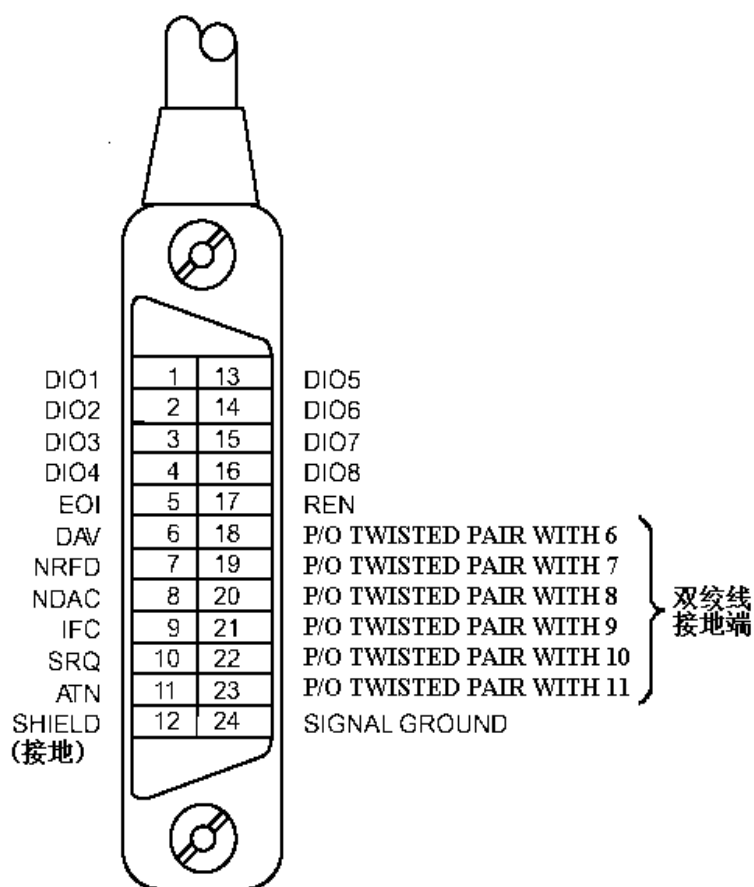 DIO1 1 13 DIO5
DIO2 2 14 DIO6
DIO3 3 15 DIO7
DIO4 4 16 DIO8
EOI 5 17 REN
DAV 6 18 P/O TWISTED PAIR WITH 6
NRFD 7 19 P/O TWISTED PAIR WITH 7
NDAC 8 20 P/O TWISTED PAIR WITH 8
IFC 9 21 P/O TWISTED PAIR WITH 9
SRQ 10 22 P/O TWISTED PAIR WITH 10
ATN 11 23 P/O TWISTED PAIR WITH 11
双绞线
接地端
SHIELD 12 24 SIGNAL GROUND
(接地)